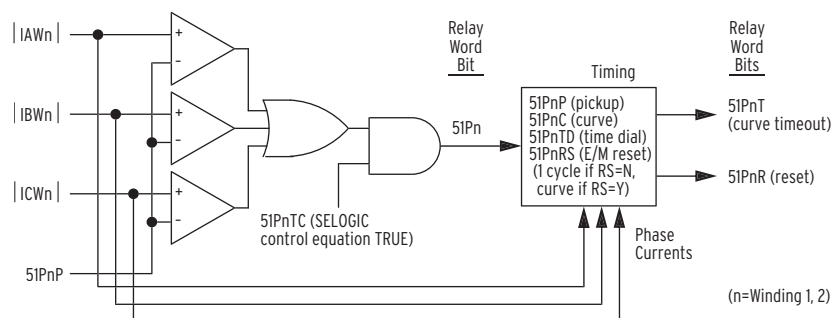 |IAWn|
|IBWn|
|ICWn|
51PnP
+
-
+
-
+
-
51PnTC (SELOGIC
control equation TRUE)
Relay
Word
Bit
51Pn
Timing
51PnP (pickup)
51PnC (curve)
51PnTD (time dial)
51PnRS (E/M reset)
(1 cycle if RS=N,
curve if RS=Y)
Phase
Currents
Relay
Word
Bits
51PnT
(curve timeout)
51PnR (reset)
(n=Winding 1, 2)